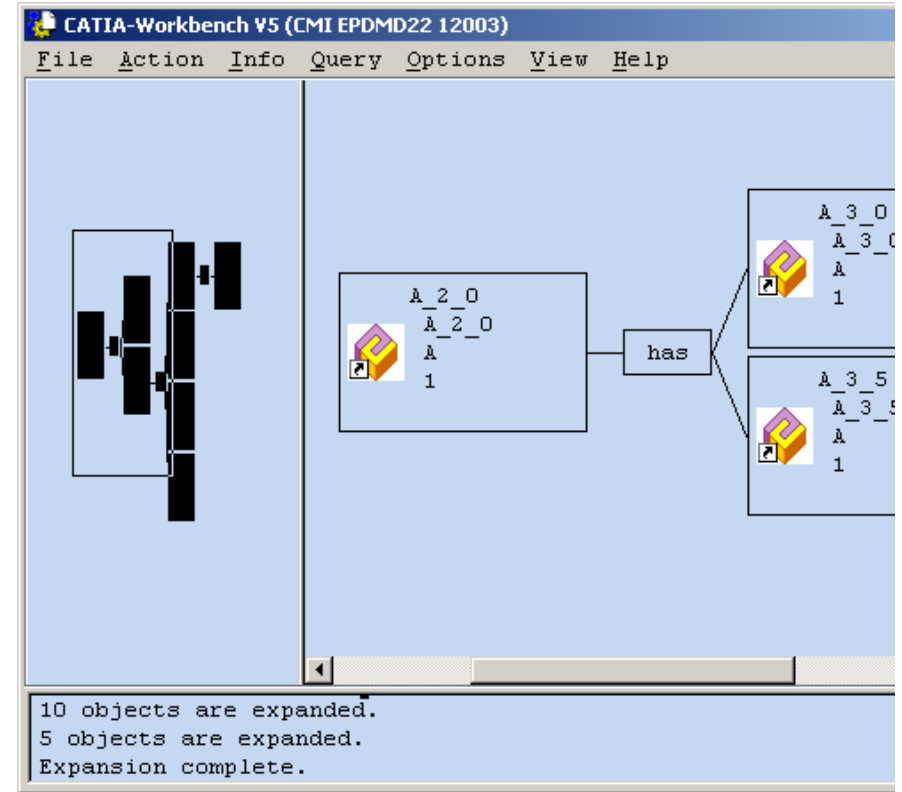 CATIA-Workbench V5 (CMI EPDMD22 12003)
File Action Info Query Options View Help
A_2_0
A_2_0
A
1
has
A_3_0
A_3_0
A
1
A_3_5
A_3_5
A
1
10 objects are expanded.
5 objects are expanded.
Expansion complete.